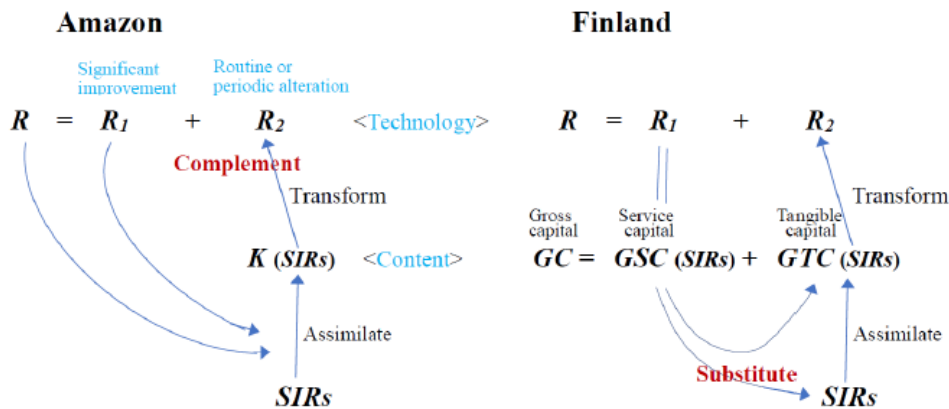 Amazon
Finland
Significant improvement
Routine or periodic alteration
R = R1 + R2
<Technology>
R = R1 + R2
Complement
Transform
Transform
Gross capital
Service capital
Tangible capital
K (SIRs)
<Content>
GC = GSC (SIRs) + GTC (SIRs)
Assimilate
Assimilate
Substitute
SIRs
SIRs